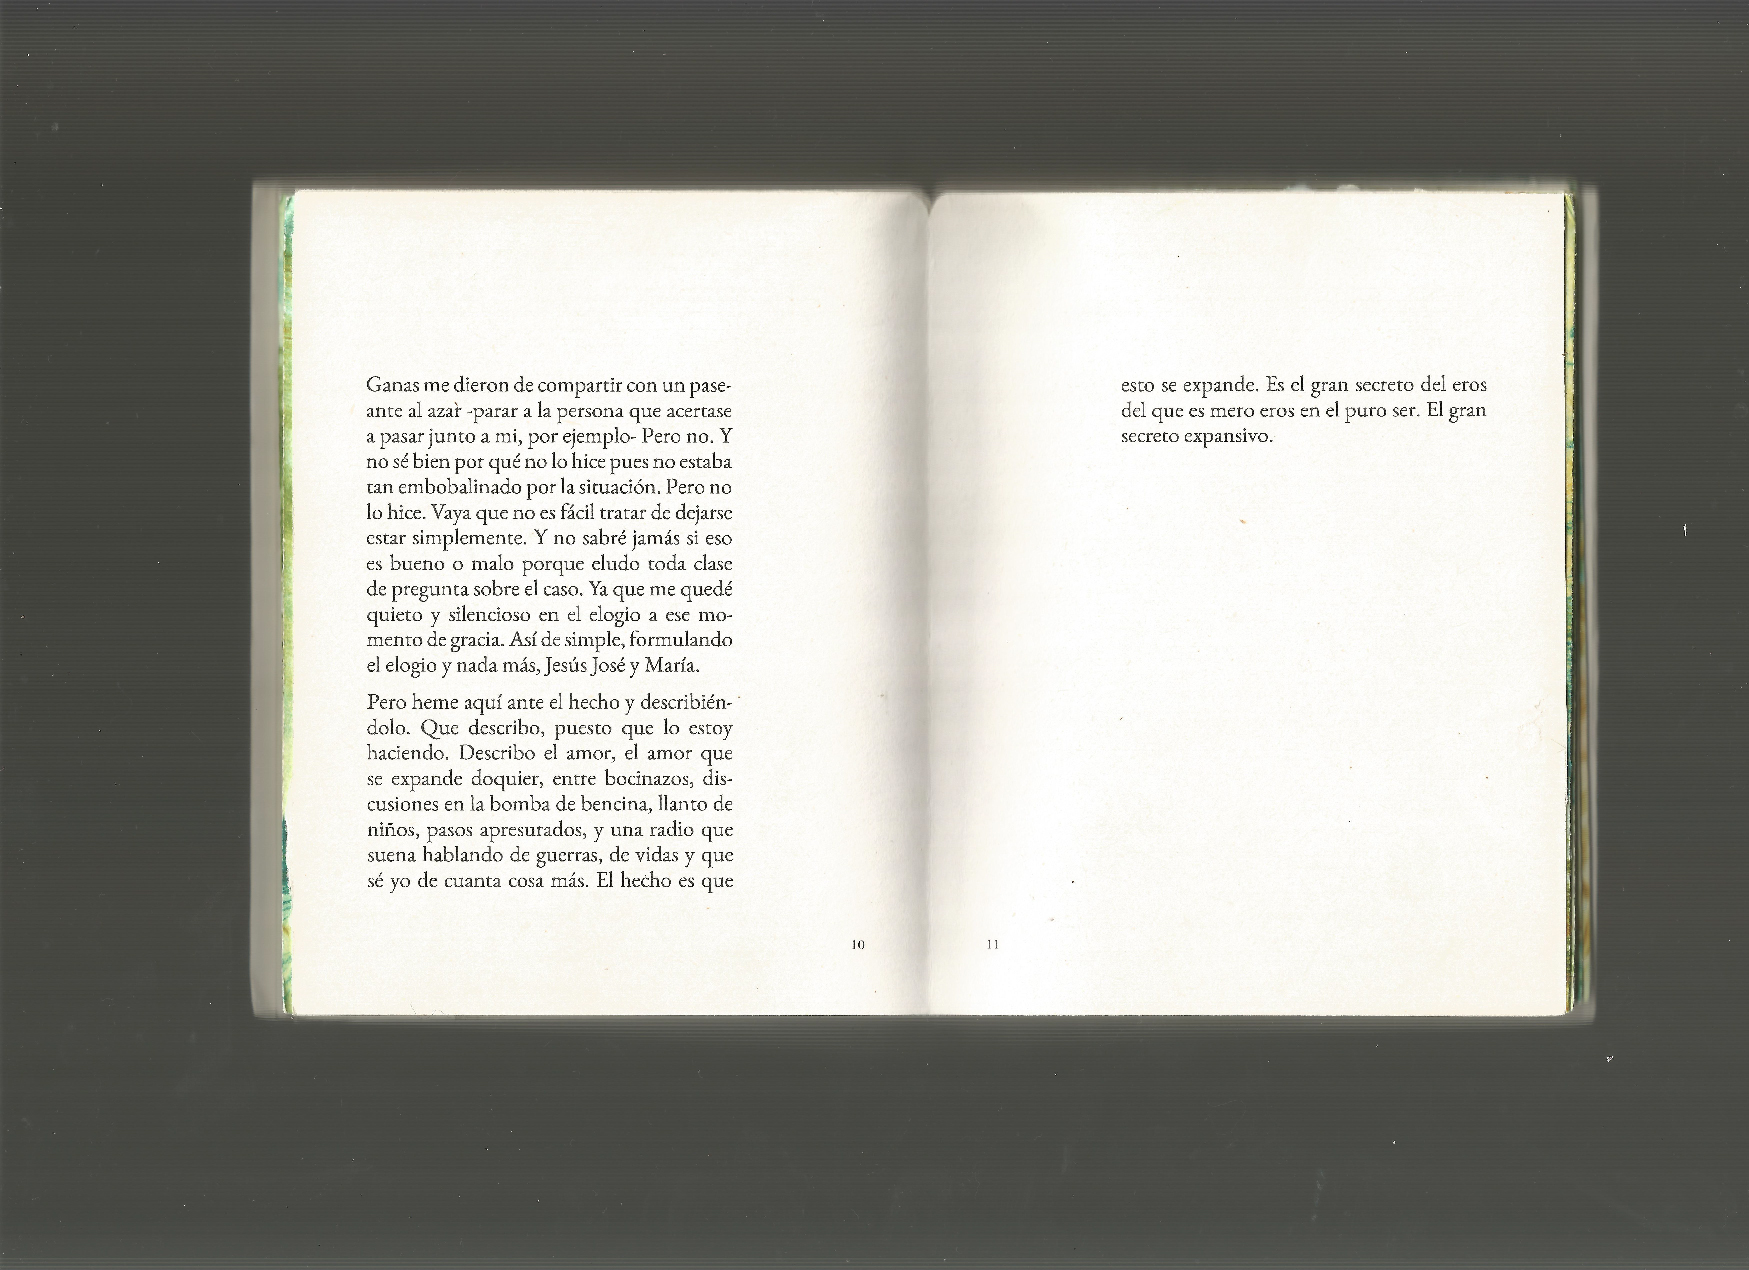 Ganas me dieron de compartir con un pase-
ante al azar -parar a la persona que acertase
a pasar junto a mi, por ejemplo- Pero no. Y
no sé bien por qué no lo hice pues no estaba
tan embobalinado por la situación. Pero no
lo hice. Vaya que no es fácil tratar de dejarse
estar simplemente. Y no sabré jamás si eso
es bueno o malo porque eludo toda clase
de pregunta sobre el caso. Ya que me quedé
quieto y silencioso en el elogio a ese mo-
mento de gracia. Así de simple, formulando
el elogio y nada más, Jesús José y María.
Pero heme aquí ante el hecho y describién-
dolo. Que describo, puesto que lo estoy
haciendo. Describo el amor, el amor que
se expande doquier, entre bocinazos, dis-
cusiones en la bomba de bencina, llanto de
niños, pasos apresurados, y una radio que
suena hablando de guerras, de vidas y que
sé yo de cuanta cosa más. El hecho es que
10
esto se expande. Es el gran secreto del eros
del que es mero eros en el puro ser. El gran
secreto expansivo.
11